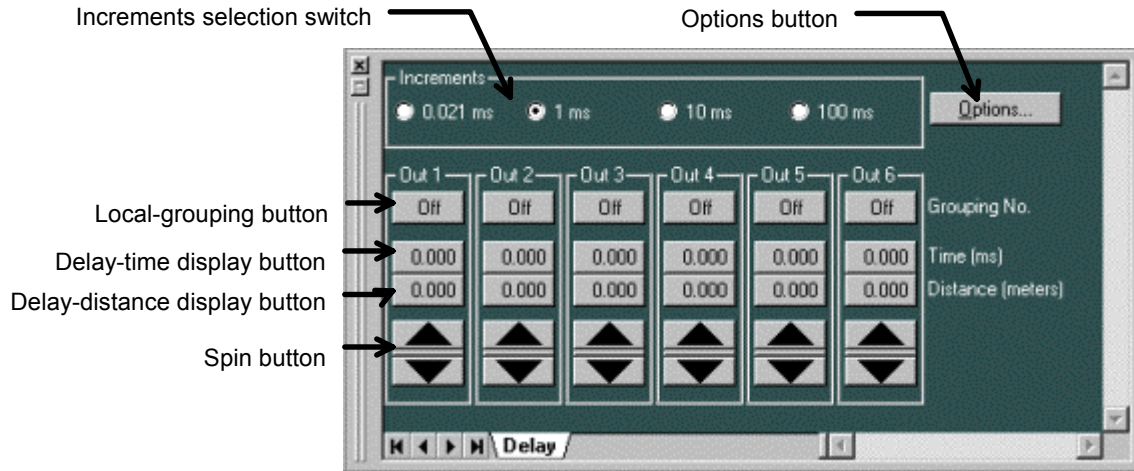 Increments selection switch
Options button
Increments
0.021 ms 1 ms 10 ms 100 ms
Options...
Out 1 Out 2 Out 3 Out 4 Out 5 Out 6
Local-grouping button
Off Off Off Off Off Off Grouping No.
Delay-time display button
0.000 0.000 0.000 0.000 0.000 0.000 Time (ms)
Delay-distance display button
0.000 0.000 0.000 0.000 0.000 0.000 Distance (meters)
Spin button
Delay